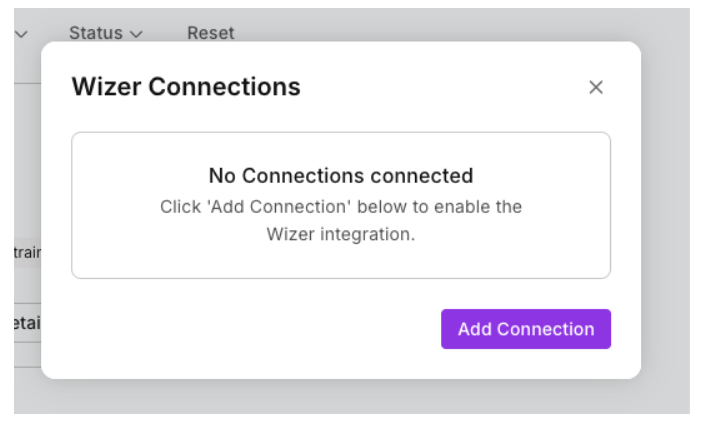 Status Reset
Wizer Connections
No Connections connected
Click 'Add Connection' below to enable the
Wizer integration.
Add Connection